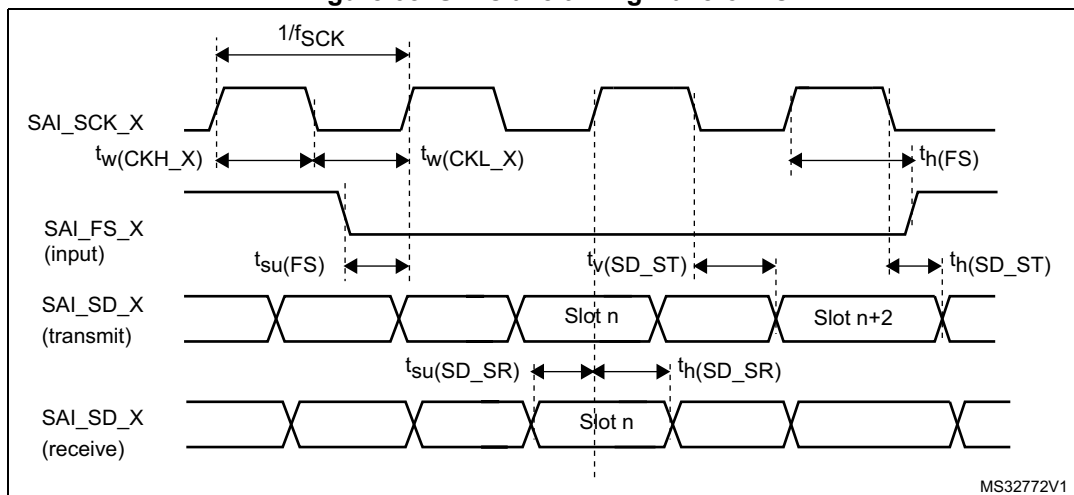 1/fSCK
SAI_SCK_X
tw(CKH_X)
tw(CKL_X)
th(FS)
SAI_FS_X
(input)
tsu(FS)
tv(SD_ST)
th(SD_ST)
SAI_SD_X
(transmit)
Slot n
Slot n+2
tsu(SD_SR)
th(SD_SR)
SAI_SD_X
(receive)
Slot n
MS32772V1